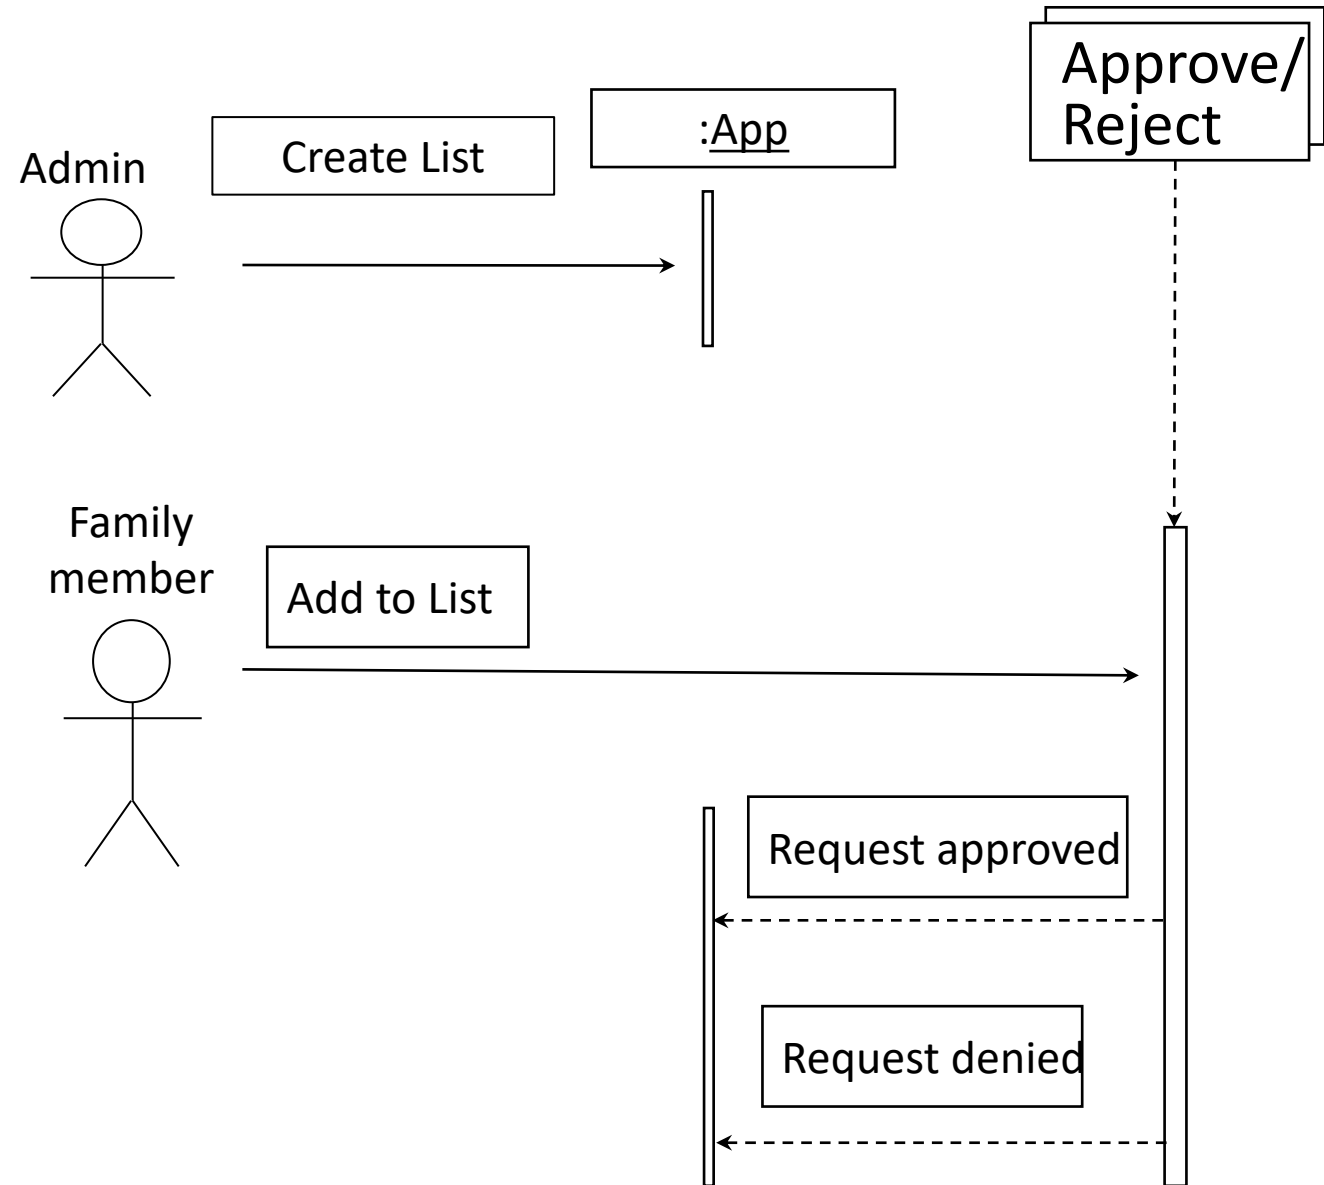 Approve/
Reject
:App
Create List
Admin
Family
member
Add to List
Request approved
Request denied